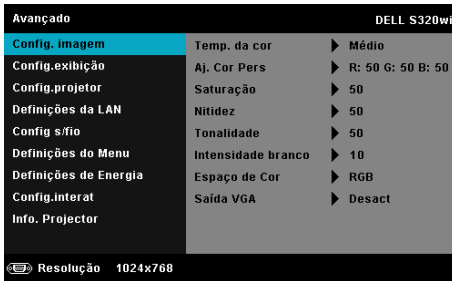 Avançado DELL S320wi
Config. imagem Temp. da cor Médio
Config.exibição Aj. Cor Pers R: 50 G: 50 B: 50
Config.projetor Saturação 50
Definições da LAN Nitidez 50
Config s/fio Tonalidade 50
Definições do Menu Intensidade branco 10
Definições de Energia Espaço de Cor RGB
Config.interat Saída VGA Desact
Info. Projector
Resolução 1024x768